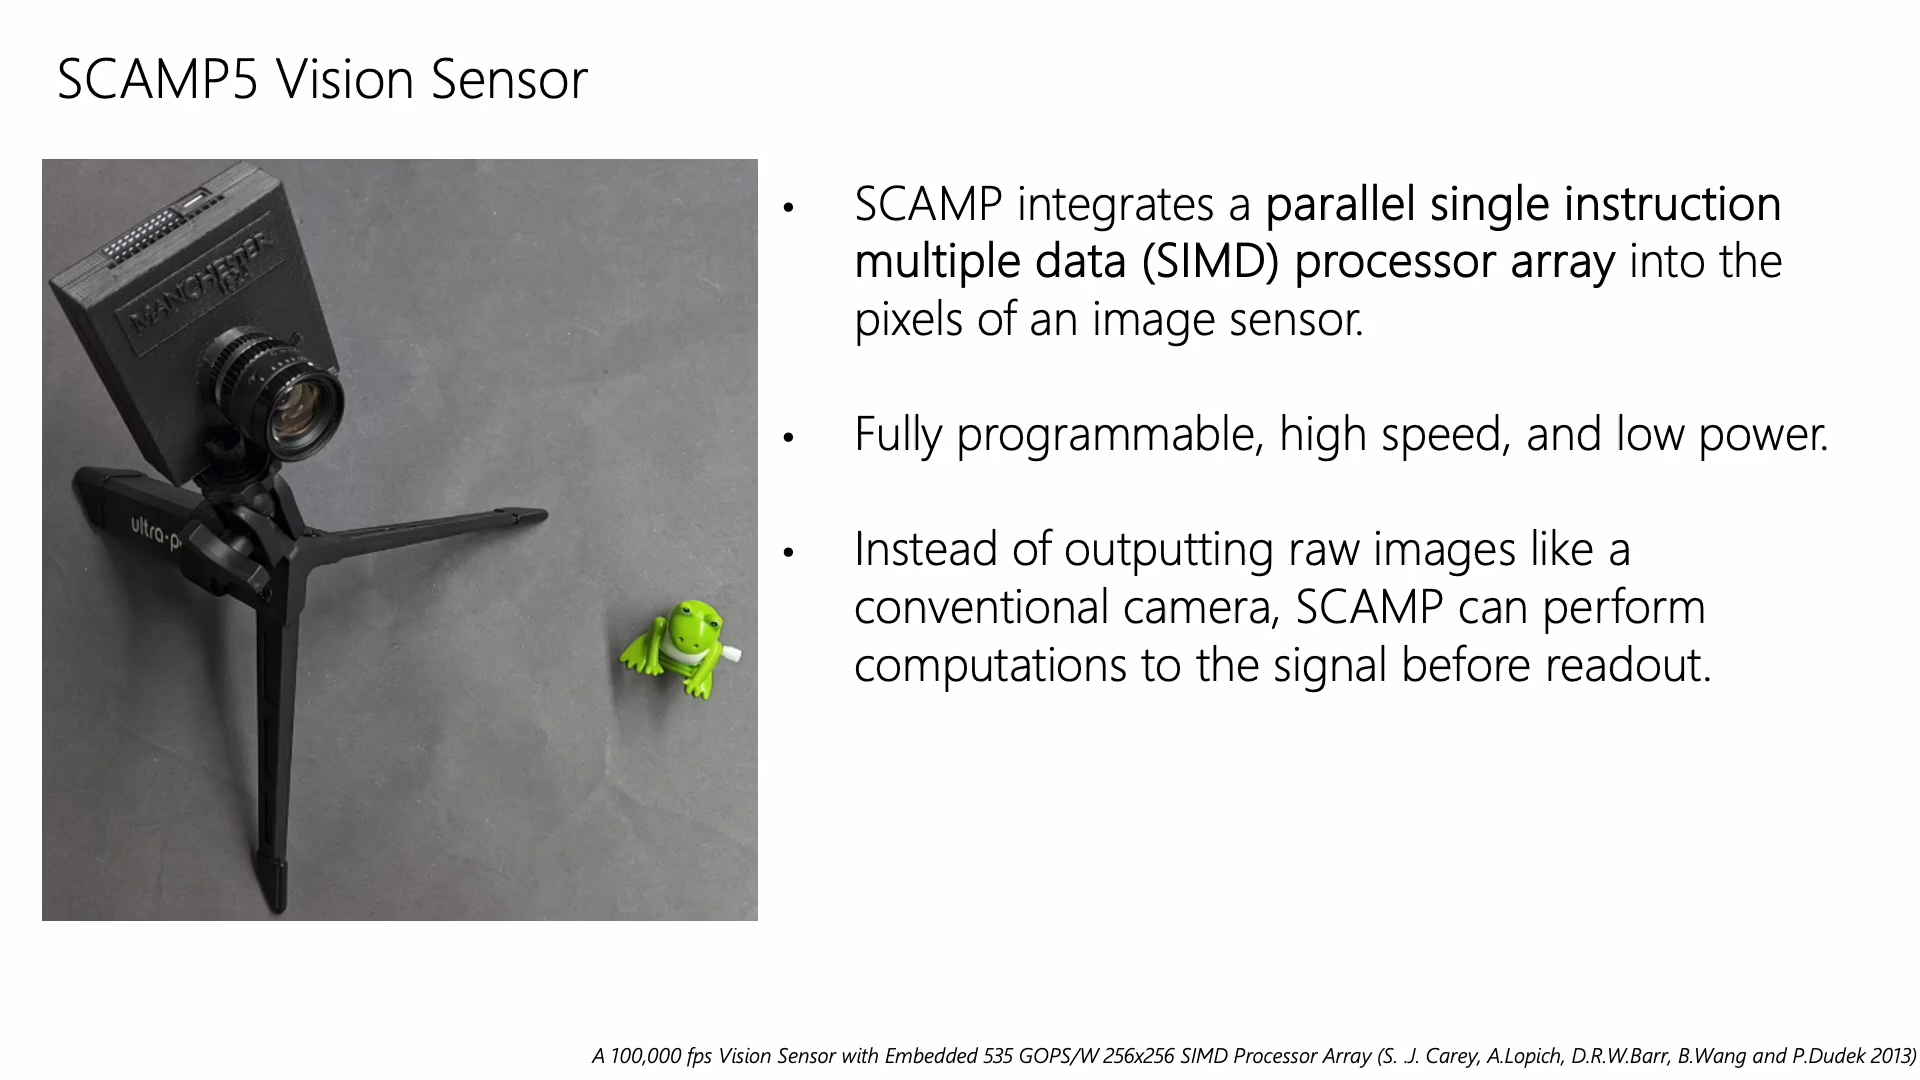 SCAMP5 Vision Sensor
MANCHESTER
ultra-p
• SCAMP integrates a parallel single instruction
multiple data (SIMD) processor array into the
pixels of an image sensor.
• Fully programmable, high speed, and low power.
• Instead of outputting raw images like a
conventional camera, SCAMP can perform
computations to the signal before readout.
A 100,000 fps Vision Sensor with Embedded 535 GOPS/W 256x256 SIMD Processor Array (S. .J. Carey, A.Lopich, D.R.W.Barr, B.Wang and P.Dudek 2013)